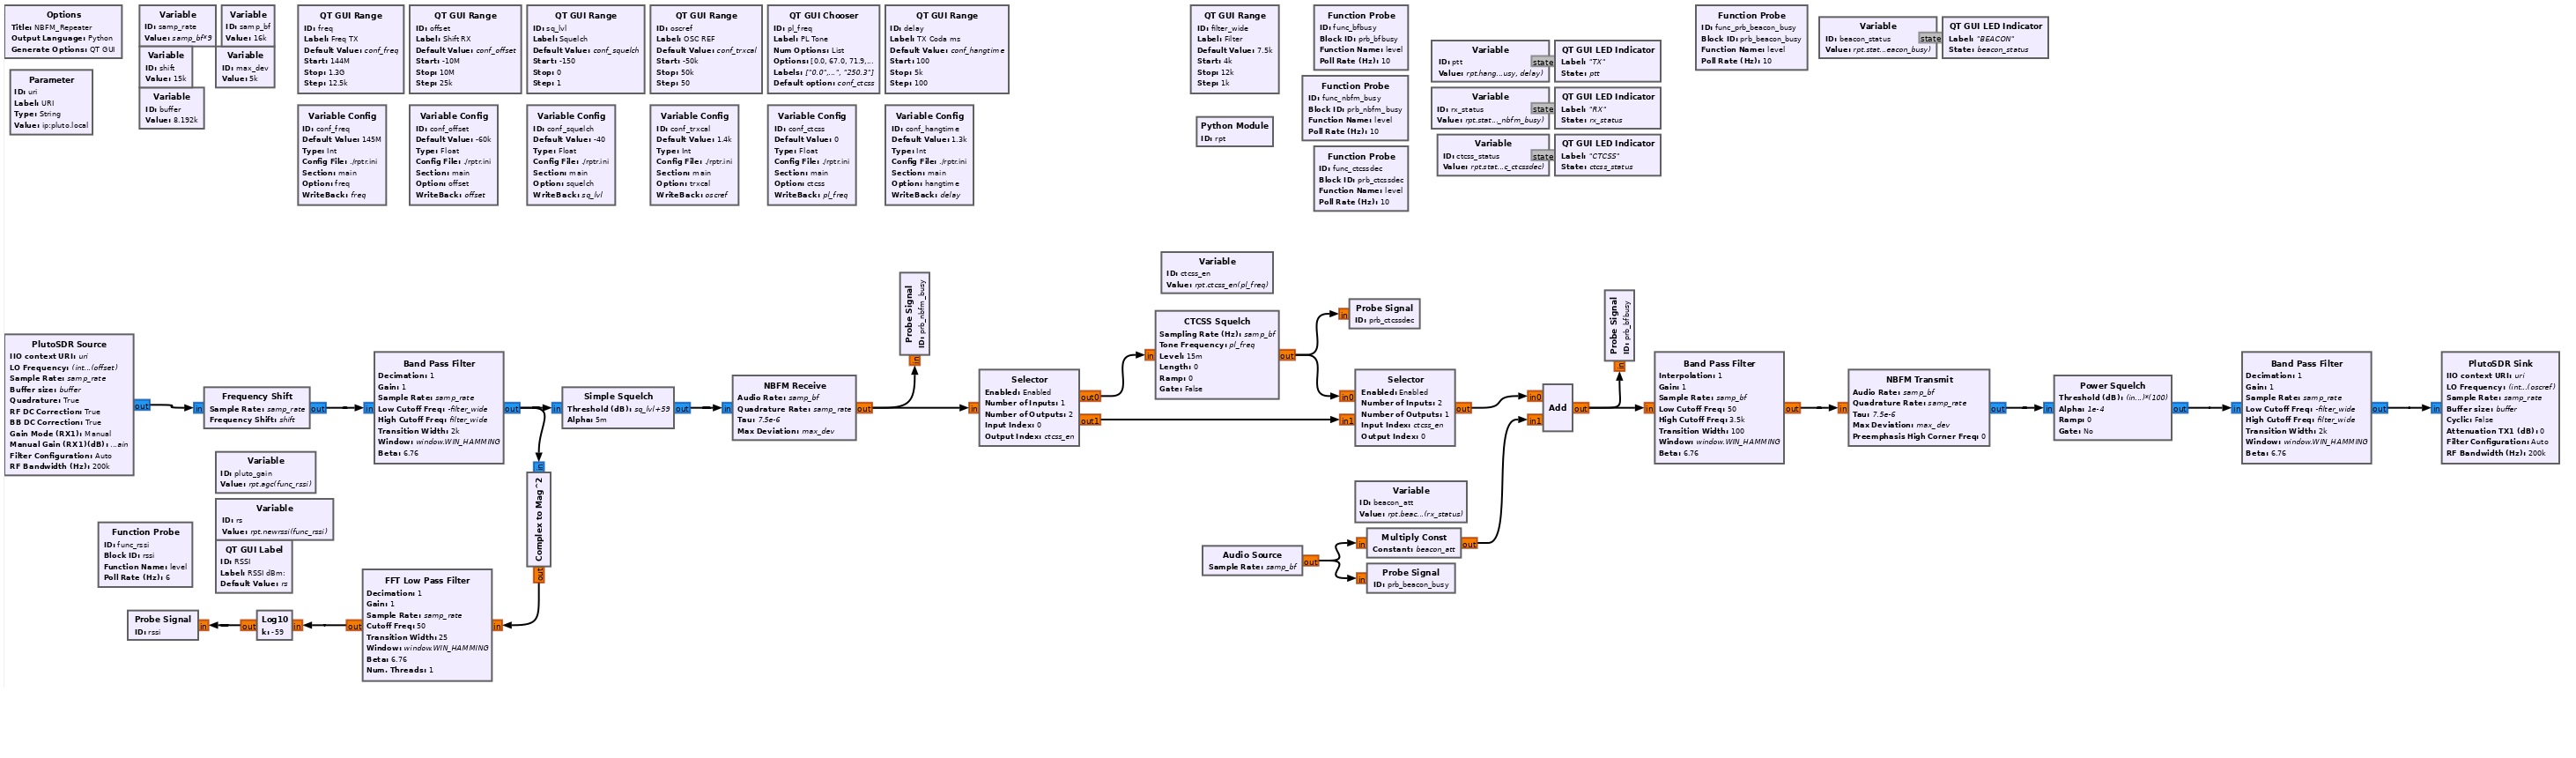 Options
Title: NBFM_Repeater
Output Language: Python
Generate Options: QT GUI
Parameter
ID: uri
Label: URI
Type: String
Value: ip:pluto.local
Variable
ID: samp_rate
Value: samp_bf*9
Variable
ID: samp_bf
Value: 16k
Variable
ID: shift
Value: 15k
Variable
ID: max_dev
Value: 5k
Variable
ID: buffer
Value: 8.192k
QT GUI Range
ID: freq
Label: Freq TX
Default Value: conf_freq
Start: 144M
Stop: 1.3G
Step: 12.5k
QT GUI Range
ID: offset
Label: Shift RX
Default Value: conf_offset
Start: -10M
Stop: 10M
Step: 25k
QT GUI Range
ID: sq_lvl
Label: Squelch
Default Value: conf_squelch
Start: -150
Stop: 0
Step: 1
QT GUI Range
ID: oscref
Label: OSC REF
Default Value: conf_trxcal
Start: -50k
Stop: 50k
Step: 50
QT GUI Chooser
ID: pl_freq
Label: PL Tone
Num Options: List
Options: [0.0, 67.0, 71.9,...
Labels: ["0.0",...", "250.3"]
Default option: conf_ctcss
QT GUI Range
ID: delay
Label: TX Coda ms
Default Value: conf_hangtime
Start: 100
Stop: 5k
Step: 100
Variable Config
ID: conf_freq
Default Value: 145M
Type: Int
Config File: ./rptr.ini
Section: main
Option: freq
WriteBack: freq
Variable Config
ID: conf_offset
Default Value: -60k
Type: Float
Config File: ./rptr.ini
Section: main
Option: offset
WriteBack: offset
Variable Config
ID: conf_squelch
Default Value: -40
Type: Float
Config File: ./rptr.ini
Section: main
Option: squelch
WriteBack: sq_lvl
Variable Config
ID: conf_trxcal
Default Value: 1.4k
Type: Int
Config File: ./rptr.ini
Section: main
Option: trxcal
WriteBack: oscref
Variable Config
ID: conf_ctcss
Default Value: 0
Type: Float
Config File: ./rptr.ini
Section: main
Option: ctcss
WriteBack: pl_freq
Variable Config
ID: conf_hangtime
Default Value: 1.3k
Type: Int
Config File: ./rptr.ini
Section: main
Option: hangtime
WriteBack: delay
QT GUI Range
ID: filter_wide
Label: Filter
Default Value: 7.5k
Start: 4k
Stop: 12k
Step: 1k
Python Module
ID: rpt
Function Probe
ID: func_bfbusy
Block ID: prb_bfbusy
Function Name: level
Poll Rate (Hz): 10
Function Probe
ID: func_nbfm_busy
Block ID: prb_nbfm_busy
Function Name: level
Poll Rate (Hz): 10
Function Probe
ID: func_ctcssdec
Block ID: prb_ctcssdec
Function Name: level
Poll Rate (Hz): 10
Variable
ID: ptt
Value: rpt.hang...usy, delay)
state
QT GUI LED Indicator
Label: "TX"
State: ptt
Variable
ID: rx_status
Value: rpt.stat..._nbfm_busy)
state
QT GUI LED Indicator
Label: "RX"
State: rx_status
Variable
ID: ctcss_status
Value: rpt.stat...c_ctcssdec)
state
QT GUI LED Indicator
Label: "CTCSS"
State: ctcss_status
Function Probe
ID: func_prb_beacon_busy
Block ID: prb_beacon_busy
Function Name: level
Poll Rate (Hz): 10
Variable
ID: beacon_status
Value: rpt.stat...eacon_busy)
state
QT GUI LED Indicator
Label: "BEACON"
State: beacon_status
PlutoSDR Source
IIO context URI: uri
LO Frequency: (int...(offset)
Sample Rate: samp_rate
Buffer size: buffer
Quadrature: True
RF DC Correction: True
BB DC Correction: True
Gain Mode (RX1): Manual
Manual Gain (RX1)(dB): ...ain
Filter Configuration: Auto
RF Bandwidth (Hz): 200k
out
in
Frequency Shift
Sample Rate: samp_rate
Frequency Shift: shift
out
in
Band Pass Filter
Decimation: 1
Gain: 1
Sample Rate: samp_rate
Low Cutoff Freq: -filter_wide
High Cutoff Freq: filter_wide
Transition Width: 2k
Window: window.WIN_HAMMING
Beta: 6.76
out
in
Simple Squelch
Threshold (dB): sq_lvl+59
Alpha: 5m
out
in
NBFM Receive
Audio Rate: samp_bf
Quadrature Rate: samp_rate
Tau: 7.5e-6
Max Deviation: max_dev
out
Probe Signal
ID: prb_nbfm_busy
in
in
Selector
Enabled: Enabled
Number of Inputs: 1
Number of Outputs: 2
Input Index: 0
Output Index: ctcss_en
out0
out1
Variable
ID: ctcss_en
Value: rpt.ctcss_en(pl_freq)
in
CTCSS Squelch
Sampling Rate (Hz): samp_bf
Tone Frequency: pl_freq
Level: 15m
Length: 0
Ramp: 0
Gate: False
out
in
Probe Signal
ID: prb_ctcssdec
in0
in1
Selector
Enabled: Enabled
Number of Inputs: 2
Number of Outputs: 1
Input Index: ctcss_en
Output Index: 0
out
in0
in1
Add
out
Probe Signal
ID: prb_bfbusy
in
in
Band Pass Filter
Interpolation: 1
Gain: 1
Sample Rate: samp_bf
Low Cutoff Freq: 50
High Cutoff Freq: 3.5k
Transition Width: 100
Window: window.WIN_HAMMING
Beta: 6.76
out
in
NBFM Transmit
Audio Rate: samp_bf
Quadrature Rate: samp_rate
Tau: 7.5e-6
Max Deviation: max_dev
Preemphasis High Corner Freq: 0
out
in
Power Squelch
Threshold (dB): (in...)*(100)
Alpha: 1e-4
Ramp: 0
Gate: No
out
in
Band Pass Filter
Decimation: 1
Gain: 1
Sample Rate: samp_rate
Low Cutoff Freq: -filter_wide
High Cutoff Freq: filter_wide
Transition Width: 2k
Window: window.WIN_HAMMING
Beta: 6.76
out
in
PlutoSDR Sink
IIO context URI: uri
LO Frequency: (int...(oscref)
Sample Rate: samp_rate
Buffer size: buffer
Cyclic: False
Attenuation TX1 (dB): 0
Filter Configuration: Auto
RF Bandwidth (Hz): 200k
Variable
ID: pluto_gain
Value: rpt.agc(func_rssi)
Variable
ID: rs
Value: rpt.newrssi(func_rssi)
QT GUI Label
ID: RSSI
Label: RSSI dBm:
Default Value: rs
Function Probe
ID: func_rssi
Block ID: rssi
Function Name: level
Poll Rate (Hz): 6
in
Complex to Mag^2
out
in
FFT Low Pass Filter
Decimation: 1
Gain: 1
Sample Rate: samp_rate
Cutoff Freq: 50
Transition Width: 25
Window: window.WIN_HAMMING
Beta: 6.76
Num. Threads: 1
out
in
Log10
k: -59
out
in
Probe Signal
ID: rssi
Variable
ID: beacon_att
Value: rpt.beac...(rx_status)
Audio Source
Sample Rate: samp_bf
out
in
Multiply Const
Constant: beacon_att
out
in
Probe Signal
ID: prb_beacon_busy